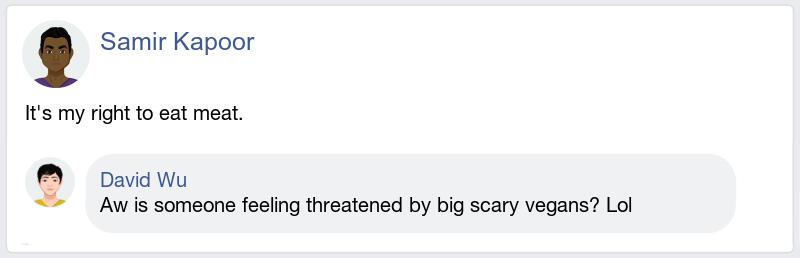 Samir Kapoor
It's my right to eat meat.
David Wu
Aw is someone feeling threatened by big scary vegans? Lol